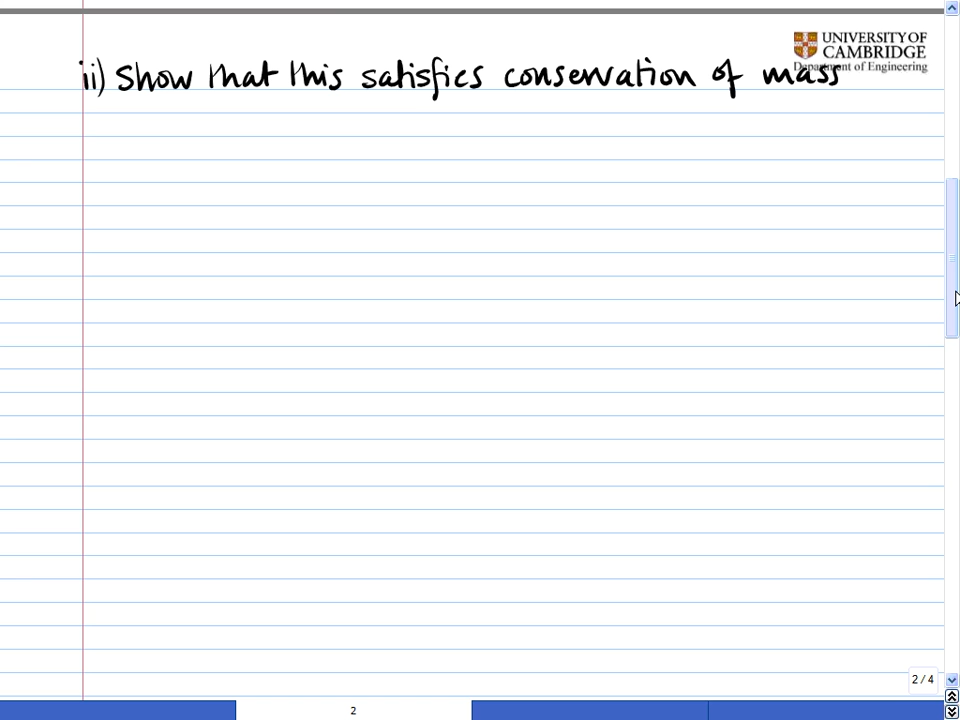 UNIVERSITY OF
CAMBRIDGE
Department of Engineering
ii) Show that this satisfies conservation of mass
2 / 4
2